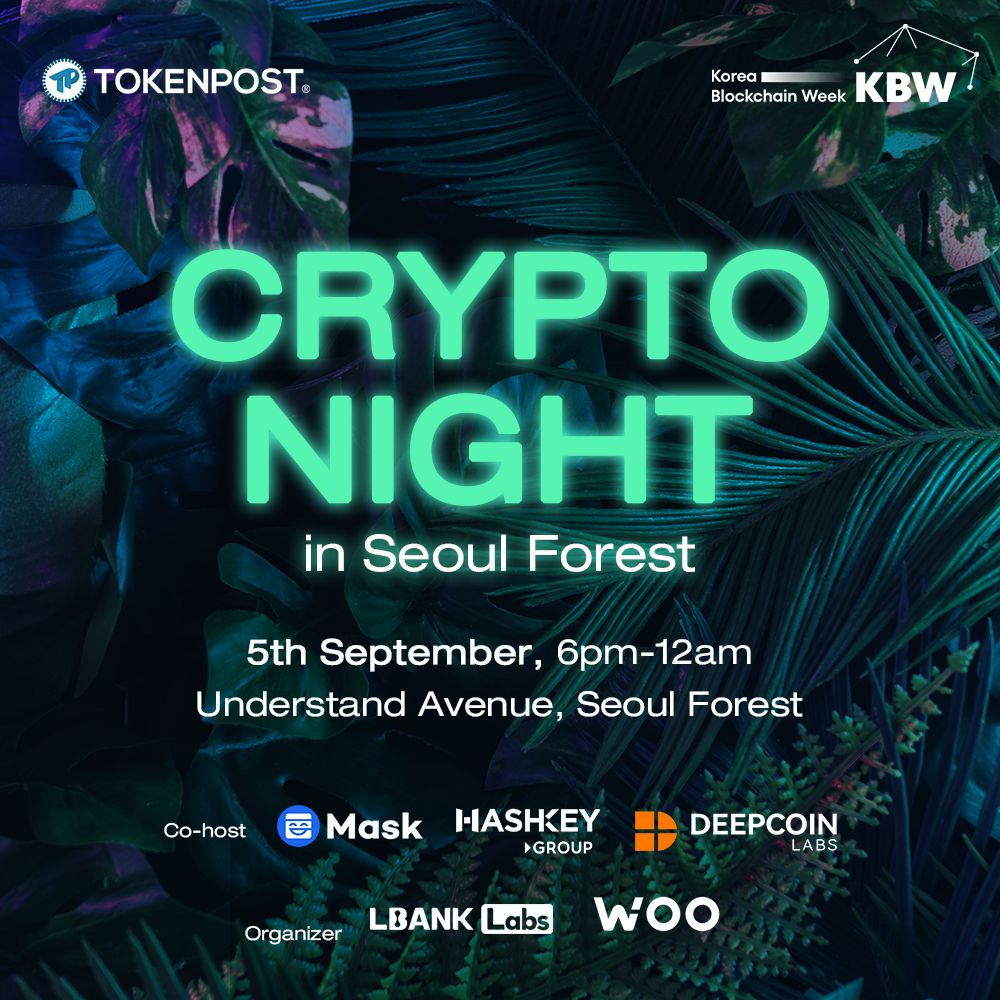 TP TOKENPOST®
Korea
Blockchain Week KBW
CRYPTO
NIGHT
in Seoul Forest
5th September, 6pm-12am
Understand Avenue, Seoul Forest
Co-host Mask HASHKEY GROUP DEEPCOIN LABS
Organizer LBANK Labs WOO